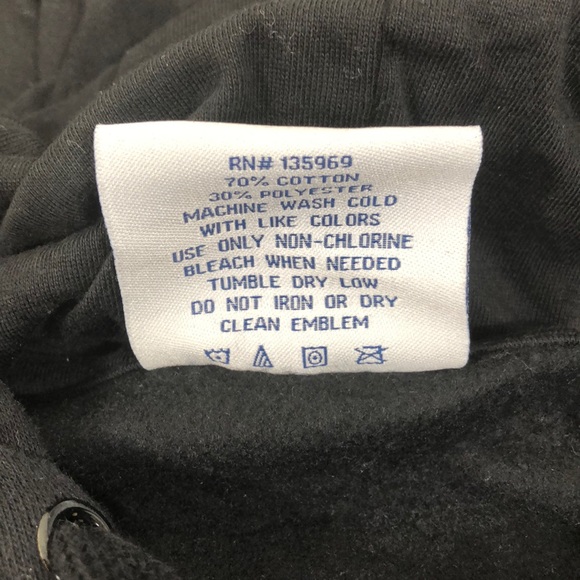 RN# 135969
70% COTTON
30% POLYESTER
MACHINE WASH COLD
WITH LIKE COLORS
USE ONLY NON-CHLORINE
BLEACH WHEN NEEDED
TUMBLE DRY LOW
DO NOT IRON OR DRY
CLEAN EMBLEM